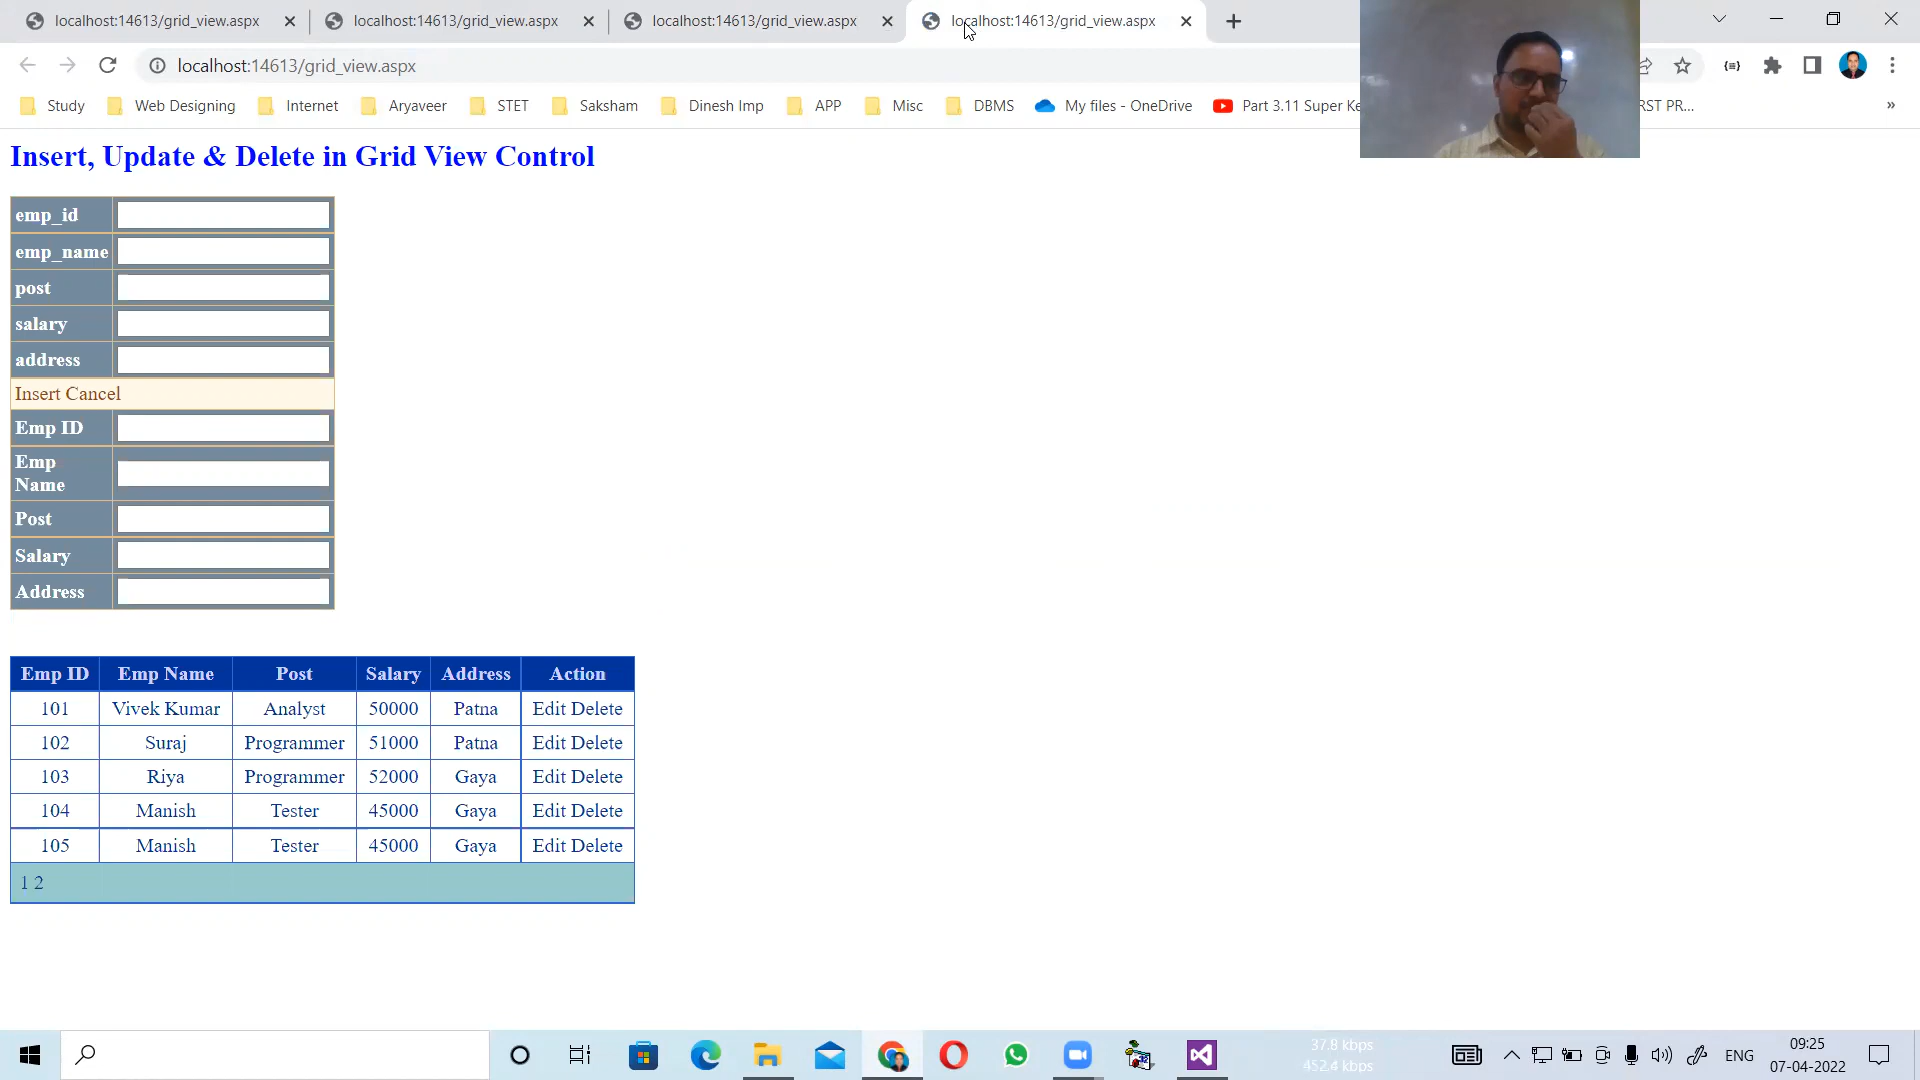 localhost:14613/grid_view.aspx localhost:14613/grid_view.aspx localhost:14613/grid_view.aspx localhost:14613/grid_view.aspx
localhost:14613/grid_view.aspx
Study Web Designing Internet Aryaveer STET Saksham Dinesh Imp APP Misc DBMS My files - OneDrive Part 3.11 Super Ke RST PR... »
Insert, Update & Delete in Grid View Control
emp_id
emp_name
post
salary
address
Insert Cancel
Emp ID
Emp
Name
Post
Salary
Address
Emp ID Emp Name Post Salary Address Action
101 Vivek Kumar Analyst 50000 Patna Edit Delete
102 Suraj Programmer 51000 Patna Edit Delete
103 Riya Programmer 52000 Gaya Edit Delete
104 Manish Tester 45000 Gaya Edit Delete
105 Manish Tester 45000 Gaya Edit Delete
1 2
37.8 kbps
452.4 kbps
ENG
09:25
07-04-2022